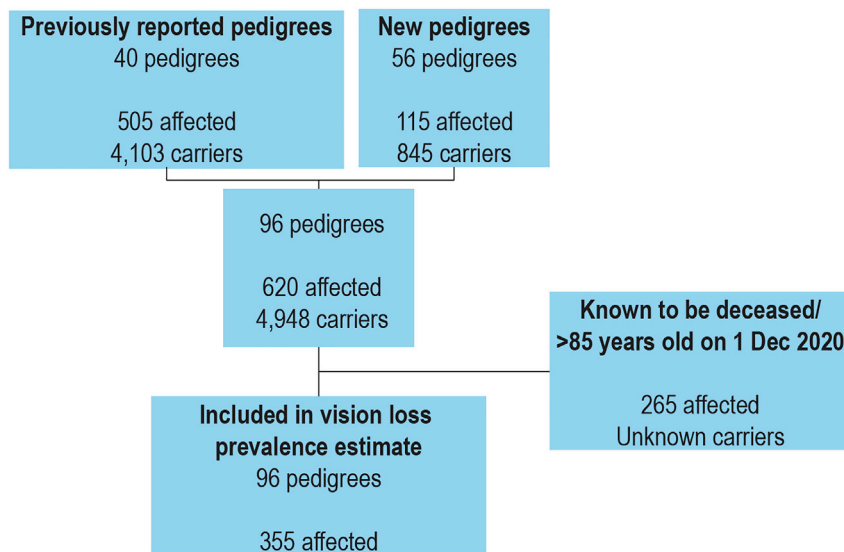 Previously reported pedigrees
40 pedigrees
505 affected
4,103 carriers
New pedigrees
56 pedigrees
115 affected
845 carriers
96 pedigrees
620 affected
4,948 carriers
Known to be deceased/
>85 years old on 1 Dec 2020
265 affected
Unknown carriers
Included in vision loss
prevalence estimate
96 pedigrees
355 affected